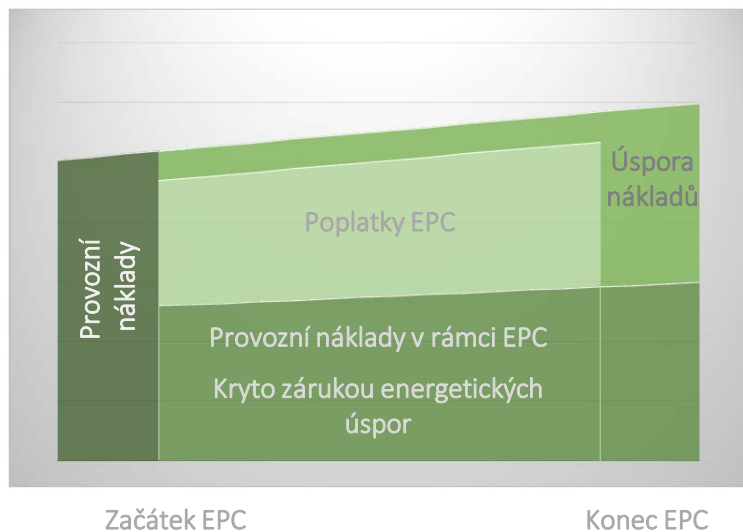 Úspora
nákladů
Poplatky EPC
Provozní
náklady
Provozní náklady v rámci EPC
Kryto zárukou energetických
úspor
Začátek EPC
Konec EPC